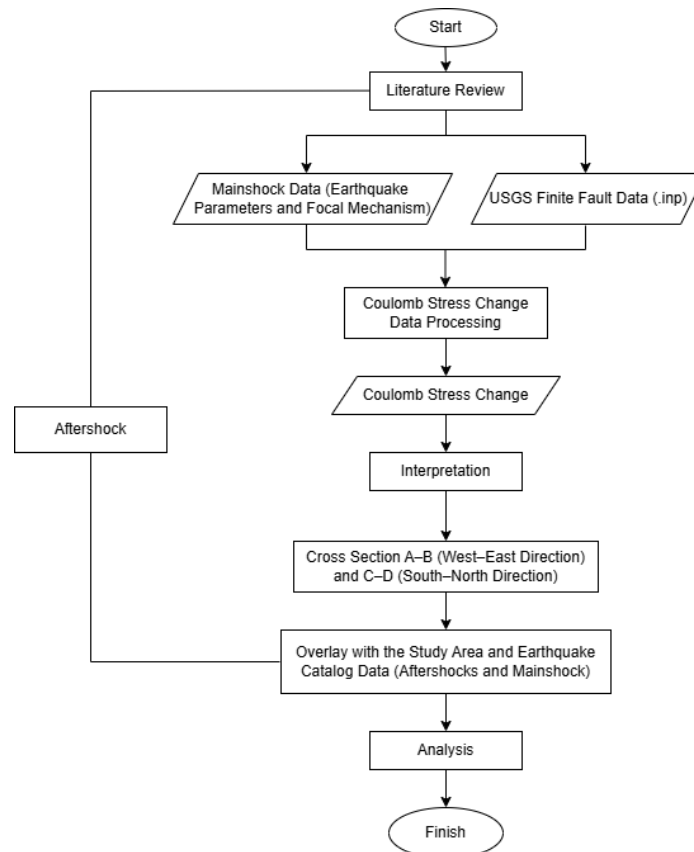 Start
Literature Review
Mainshock Data (Earthquake
Parameters and Focal Mechanism)
USGS Finite Fault Data (.inp)
Coulomb Stress Change
Data Processing
Coulomb Stress Change
Aftershock
Interpretation
Cross Section A–B (West–East Direction)
and C–D (South–North Direction)
Overlay with the Study Area and Earthquake
Catalog Data (Aftershocks and Mainshock)
Analysis
Finish